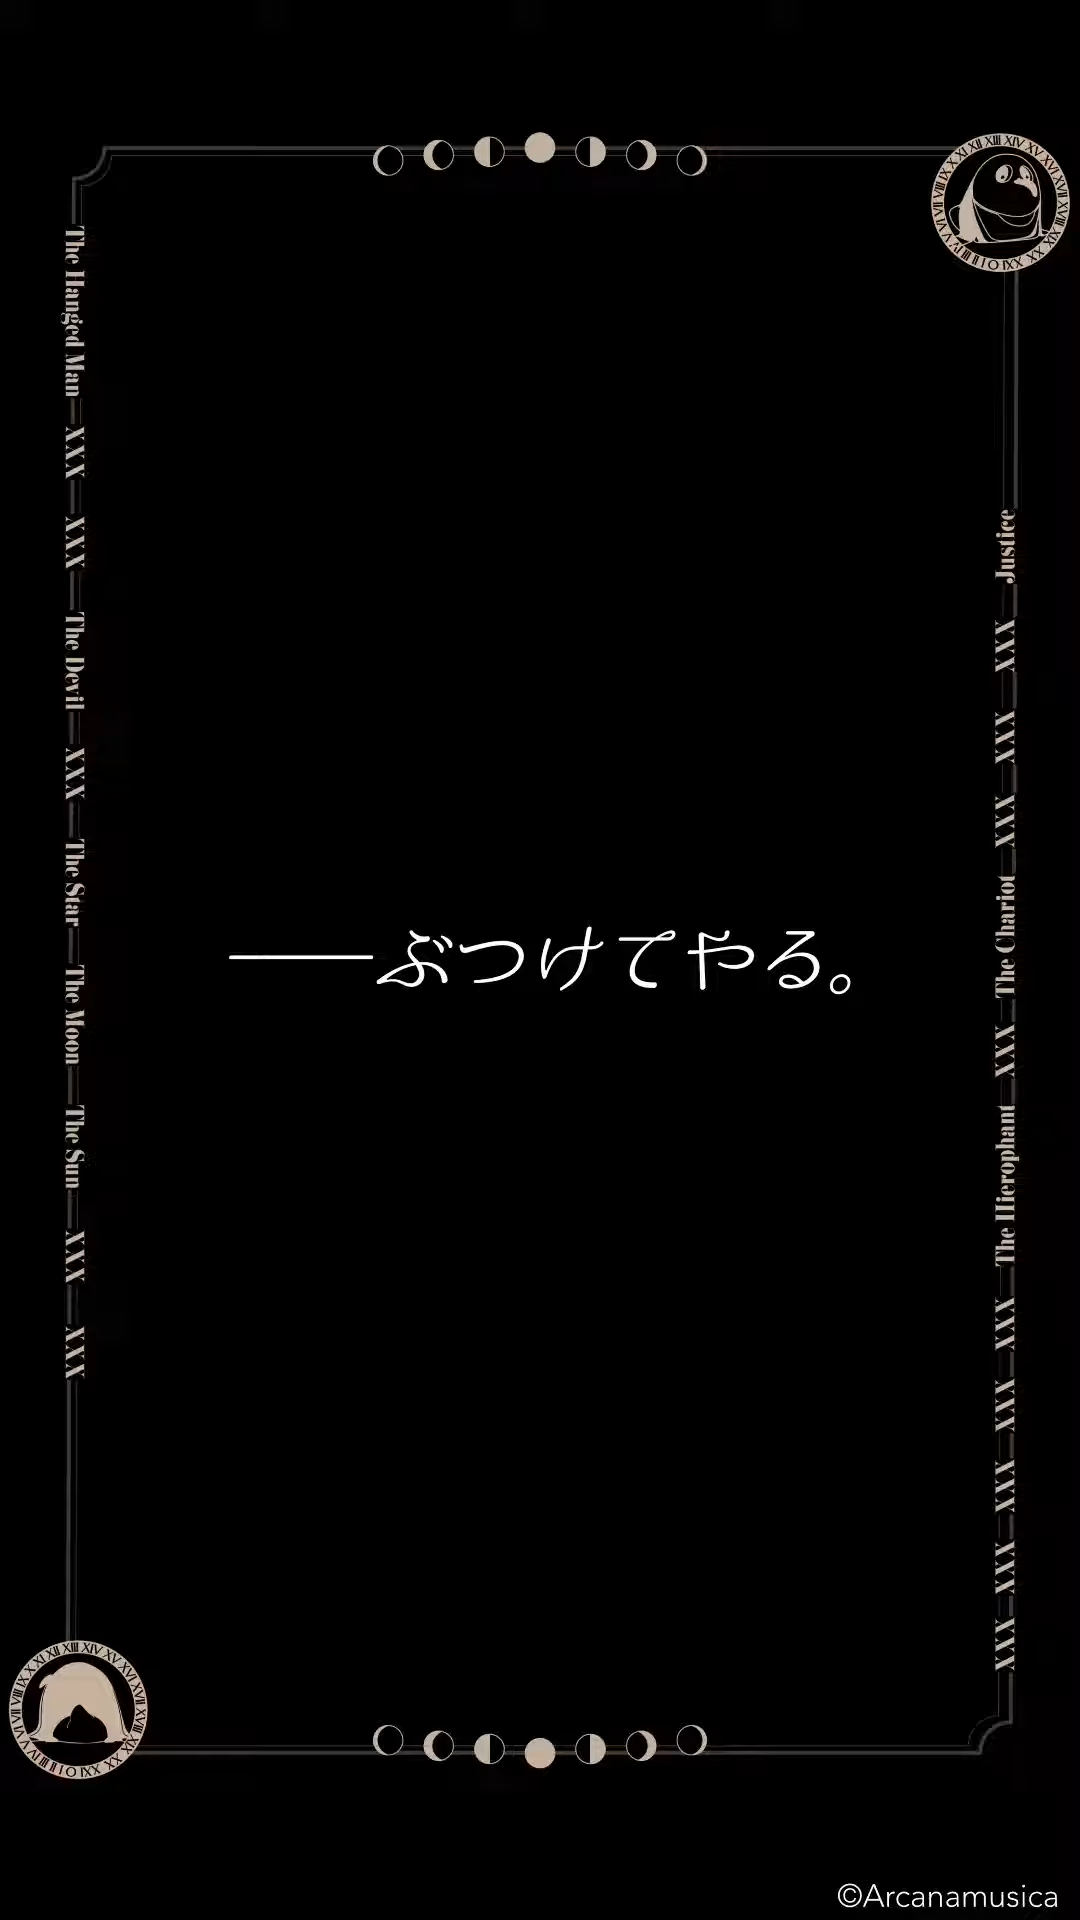 The Hanged Man XXX XXX The Devil XXX The Star The Moon The Sun XXX XXX
——ぶつけてやる。
XXX XXX XXX XXX XXX The Hierophant XXX The Chariot XXX XXX XXX Justice
©Arcanamusica